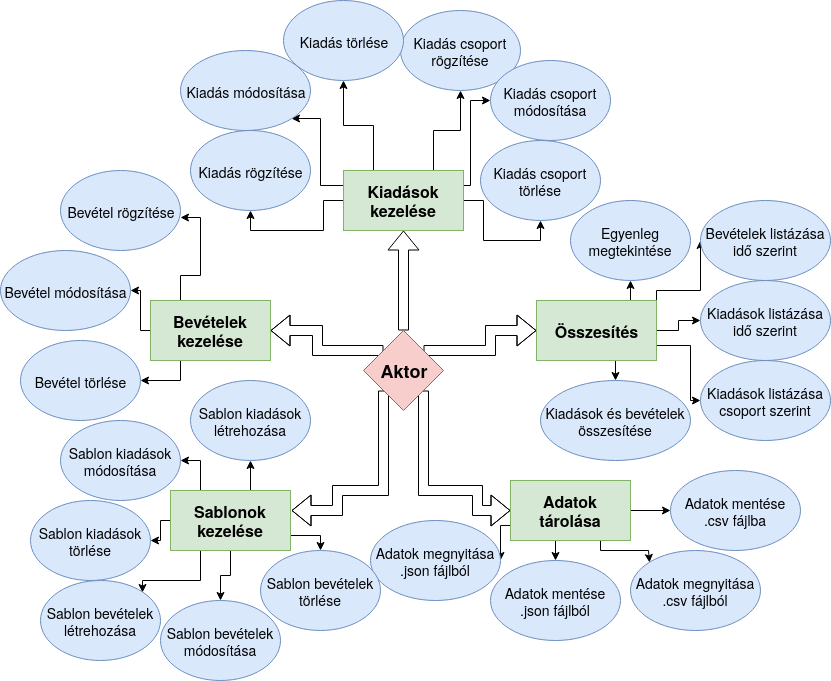 Kiadás törlése
Kiadás csoport
rögzítése
Kiadás módosítása
Kiadás csoport
módosítása
Kiadás rögzítése
Kiadás csoport
törlése
Kiadások
kezelése
Bevétel rögzítése
Bevétel módosítása
Bevétel törlése
Bevételek
kezelése
Egyenleg
megtekintése
Bevételek listázása
idő szerint
Kiadások listázása
idő szerint
Kiadások listázása
csoport szerint
Összesítés
Kiadások és bevételek
összesítése
Aktor
Sablon kiadások
létrehozása
Sablon kiadások
módosítása
Sablon kiadások
törlése
Sablonok
kezelése
Sablon bevételek
létrehozása
Sablon bevételek
módosítása
Sablon bevételek
törlése
Adatok
tárolása
Adatok mentése
.csv fájlba
Adatok megnyitása
.json fájlból
Adatok mentése
.json fájlból
Adatok megnyitása
.csv fájlból